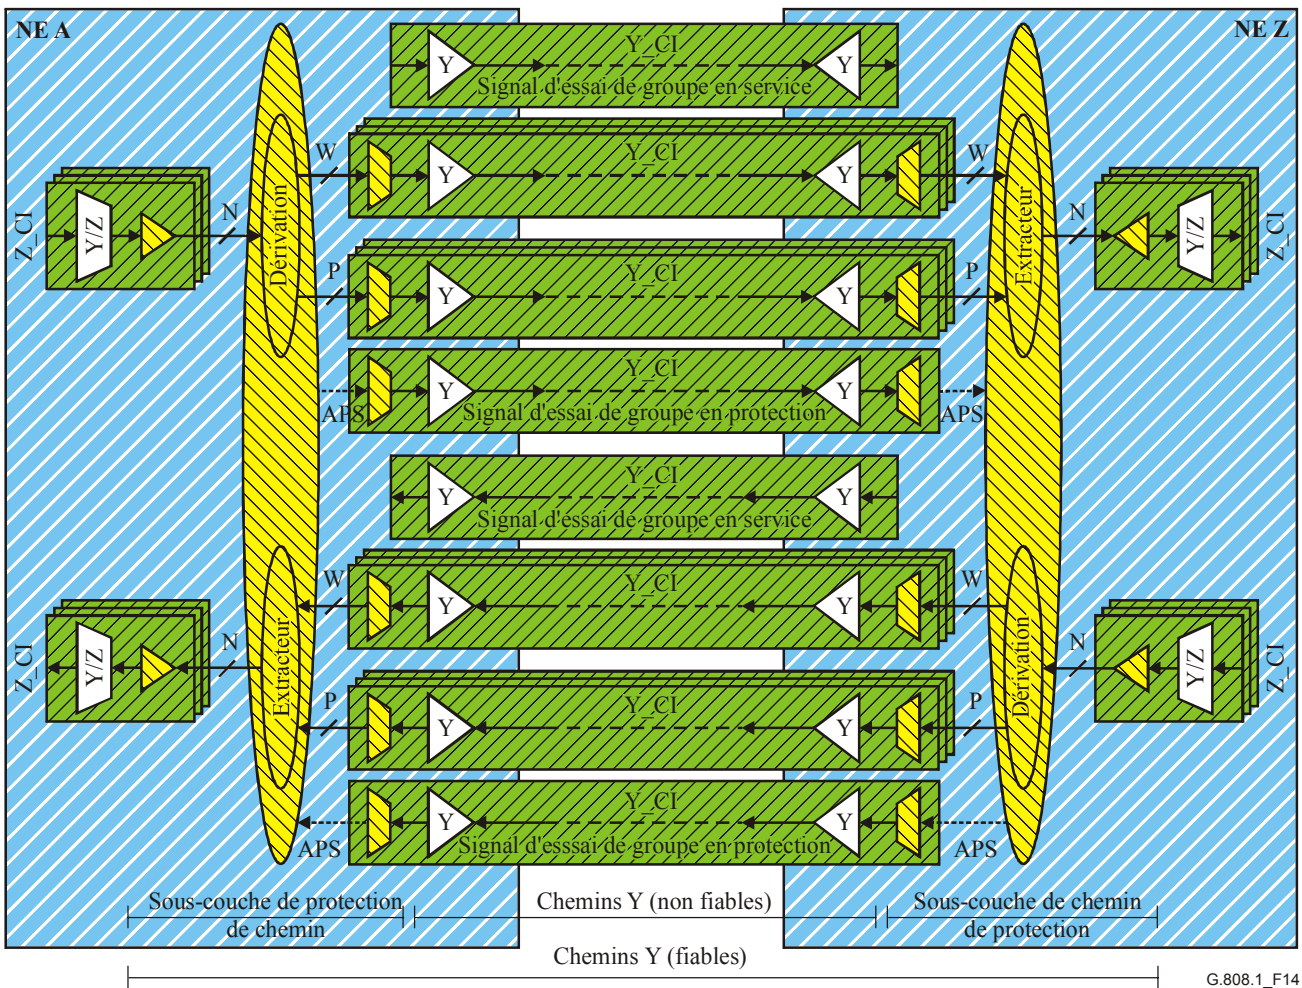 NE A
NE Z
Y_CI
Y
Y
Signal d'essai de groupe en service
W
Y_CI
W
Y
Y
Z_CI
Y/Z
N
Dérivation
Extracteur
N
Y/Z
Z_CI
P
Y_CI
P
Y
Y
Y_CI
Y
Y
APS
Signal d'essai de groupe en protection
APS
Y_CI
Y
Y
Signal d'essai de groupe en service
W
Y_CI
W
Y
Y
Z_CI
Y/Z
N
Extracteur
Dérivation
N
Y/Z
Z_CI
P
Y_CI
P
Y
Y
Y_CI
Y
Y
APS
Signal d'esssai de groupe en protection
APS
Sous-couche de protection
de chemin
Chemins Y (non fiables)
Sous-couche de chemin
de protection
Chemins Y (fiables)
G.808.1_F14